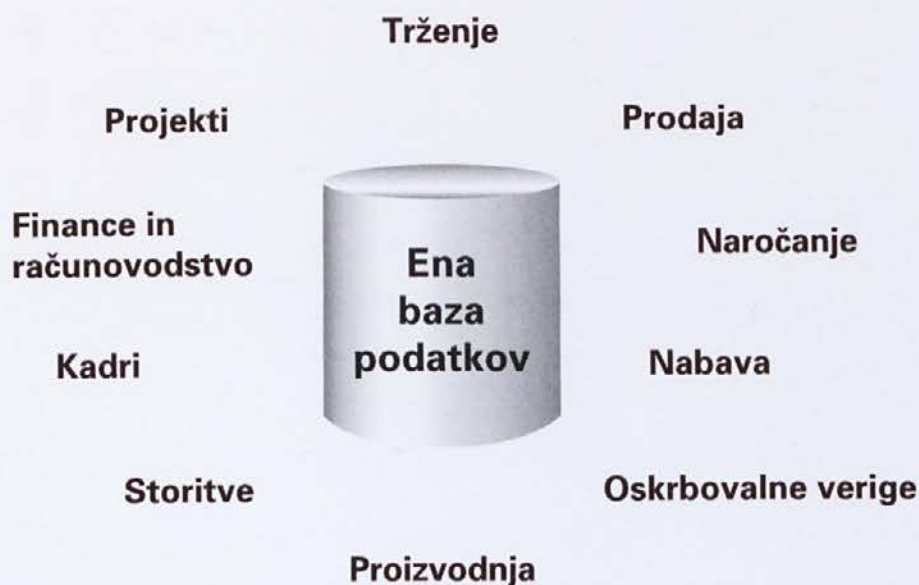 Trženje
Projekti
Prodaja
Finance in
računovodstvo
Naročanje
Ena
baza
podatkov
Kadri
Nabava
Storitve
Oskrbovalne verige
Proizvodnja